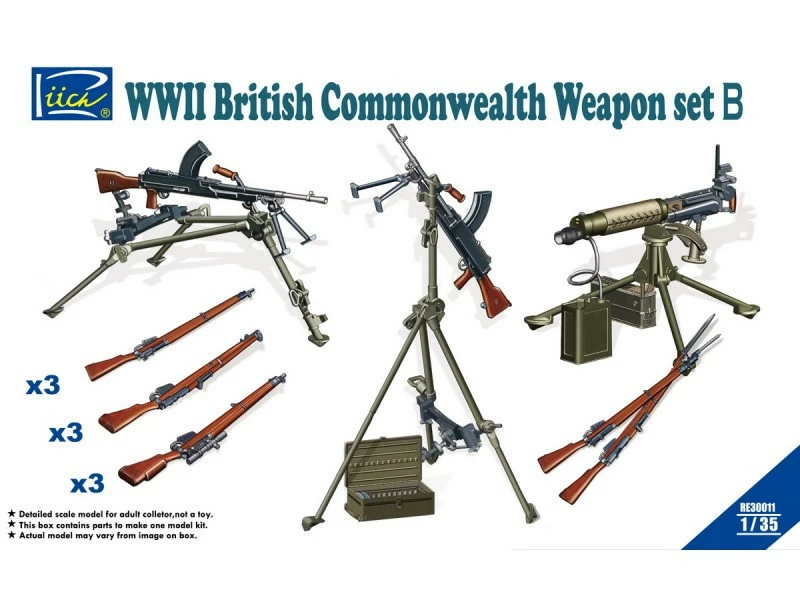 Riich ®
WWII British Commonwealth Weapon set B
x3
x3
x3
★ Detailed scale model for adult colletor,not a toy.
★ This box contains parts to make one model kit.
★ Actual model may vary from image on box.
RE30011
1/35